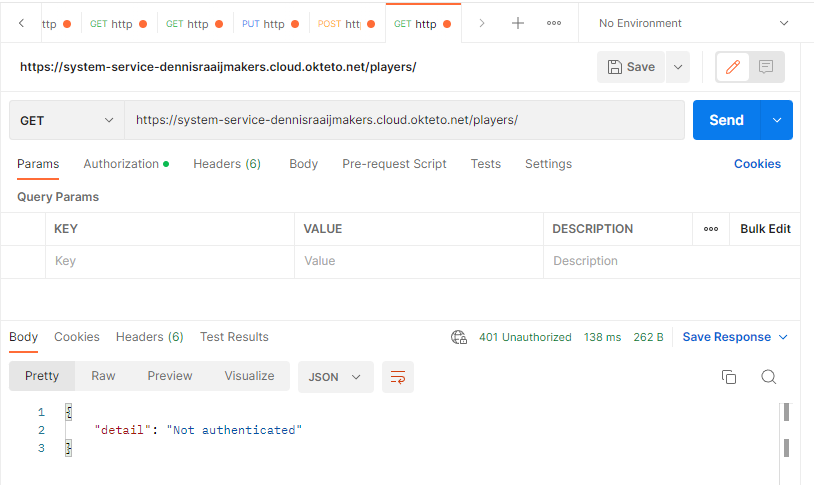 ttp GET http GET http PUT http POST htt GET http No Environment
https://system-service-dennisraaijmakers.cloud.okteto.net/players/ Save
GET https://system-service-dennisraaijmakers.cloud.okteto.net/players/ Send
Params Authorization Headers (6) Body Pre-request Script Tests Settings Cookies
Query Params
KEY VALUE DESCRIPTION Bulk Edit
Key Value Description
Body Cookies Headers (6) Test Results 401 Unauthorized 138 ms 262 B Save Response
Pretty Raw Preview Visualize JSON
1 {
2 "detail": "Not authenticated"
3 }